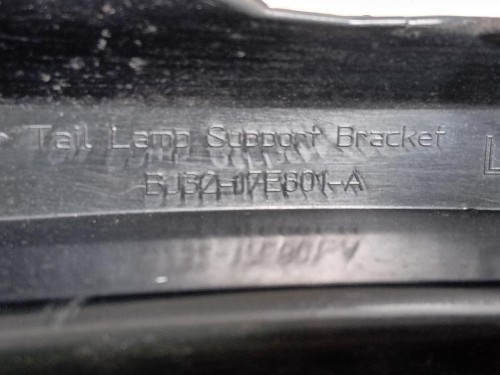 Tail Lamp Support Bracket
BJ32-17E801-A
L